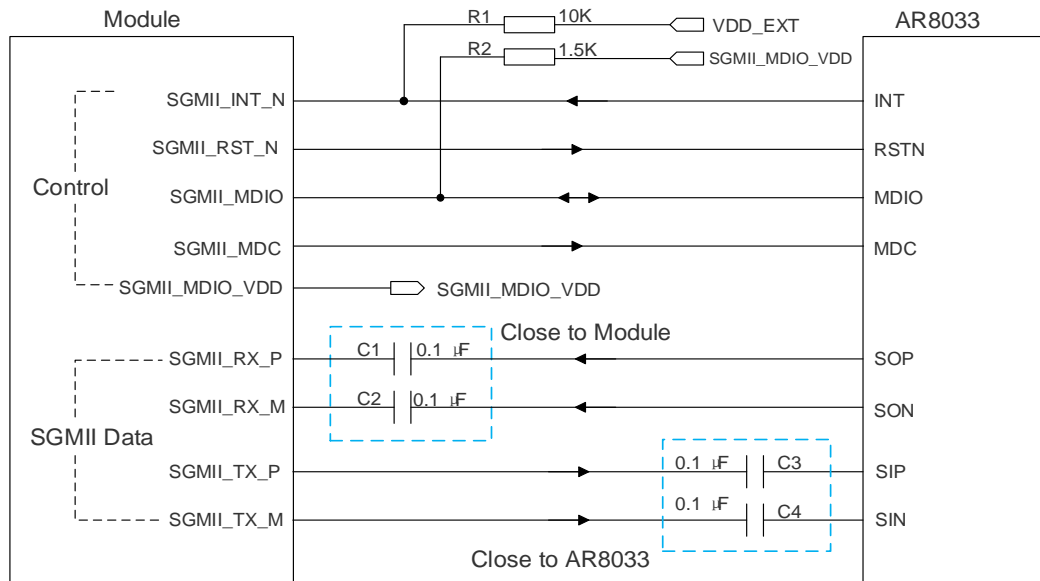 Module
R1 10K VDD_EXT
AR8033
R2 1.5K SGMII_MDIO_VDD
SGMII_INT_N INT
SGMII_RST_N RSTN
Control
SGMII_MDIO MDIO
SGMII_MDC MDC
SGMII_MDIO_VDD SGMII_MDIO_VDD
Close to Module
SGMII_RX_P C1 0.1 μF SOP
SGMII_RX_M C2 0.1 μF SON
SGMII Data
SGMII_TX_P 0.1 μF C3 SIP
SGMII_TX_M 0.1 μF C4 SIN
Close to AR8033